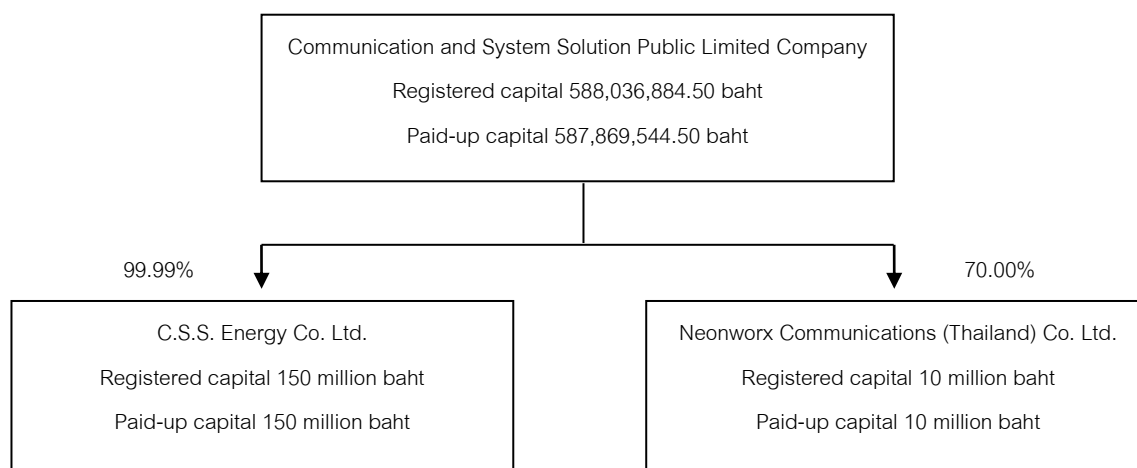 Communication and System Solution Public Limited Company
Registered capital 588,036,884.50 baht
Paid-up capital 587,869,544.50 baht
99.99%
70.00%
C.S.S. Energy Co. Ltd.
Registered capital 150 million baht
Paid-up capital 150 million baht
Neonworx Communications (Thailand) Co. Ltd.
Registered capital 10 million baht
Paid-up capital 10 million baht